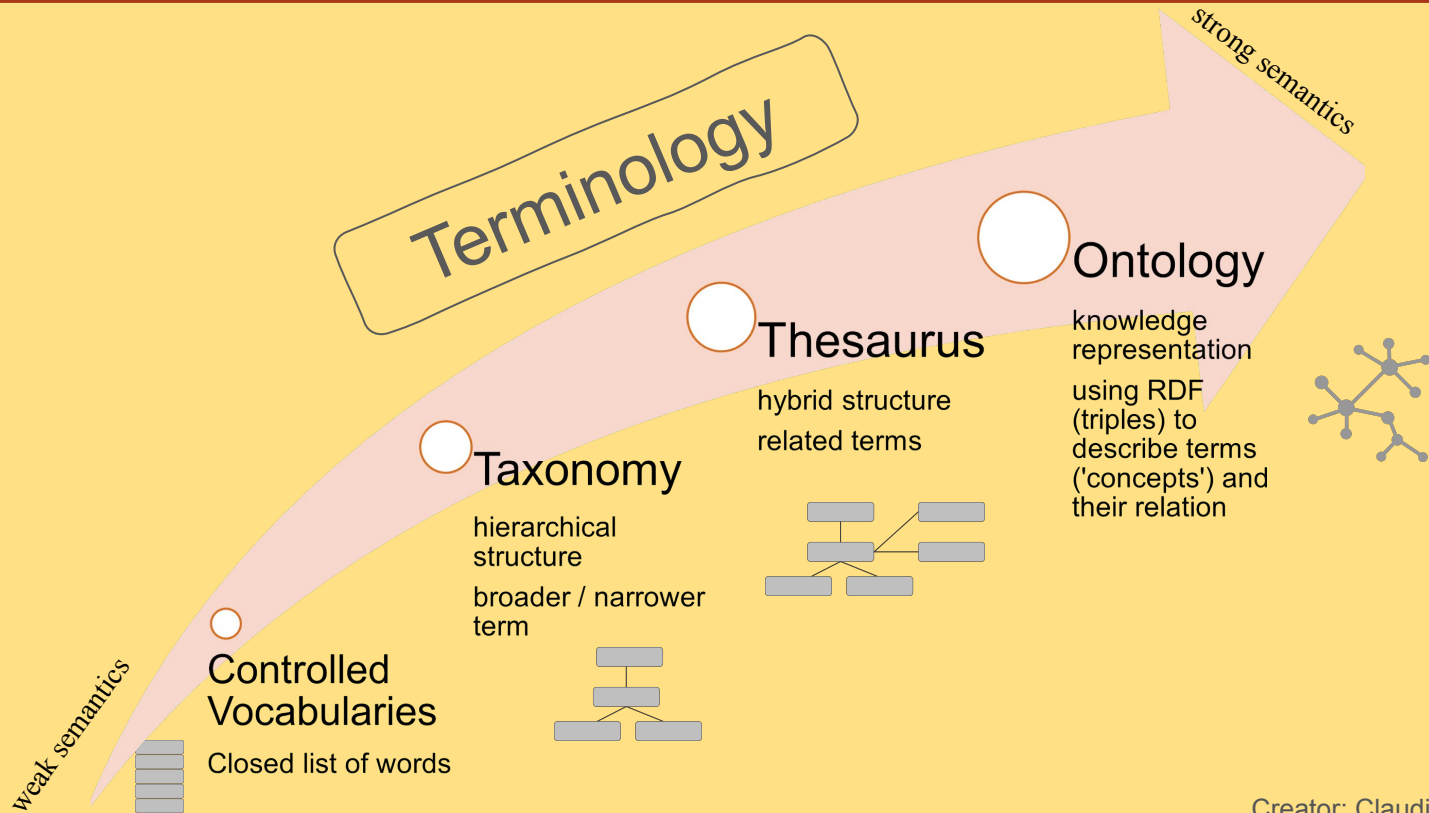 strong semantics
Terminology
Ontology
knowledge
representation
using RDF
(triples) to
describe terms
('concepts') and
their relation
Thesaurus
hybrid structure
related terms
Taxonomy
hierarchical
structure
broader / narrower
term
Controlled
Vocabularies
Closed list of words
weak semantics
Creator: